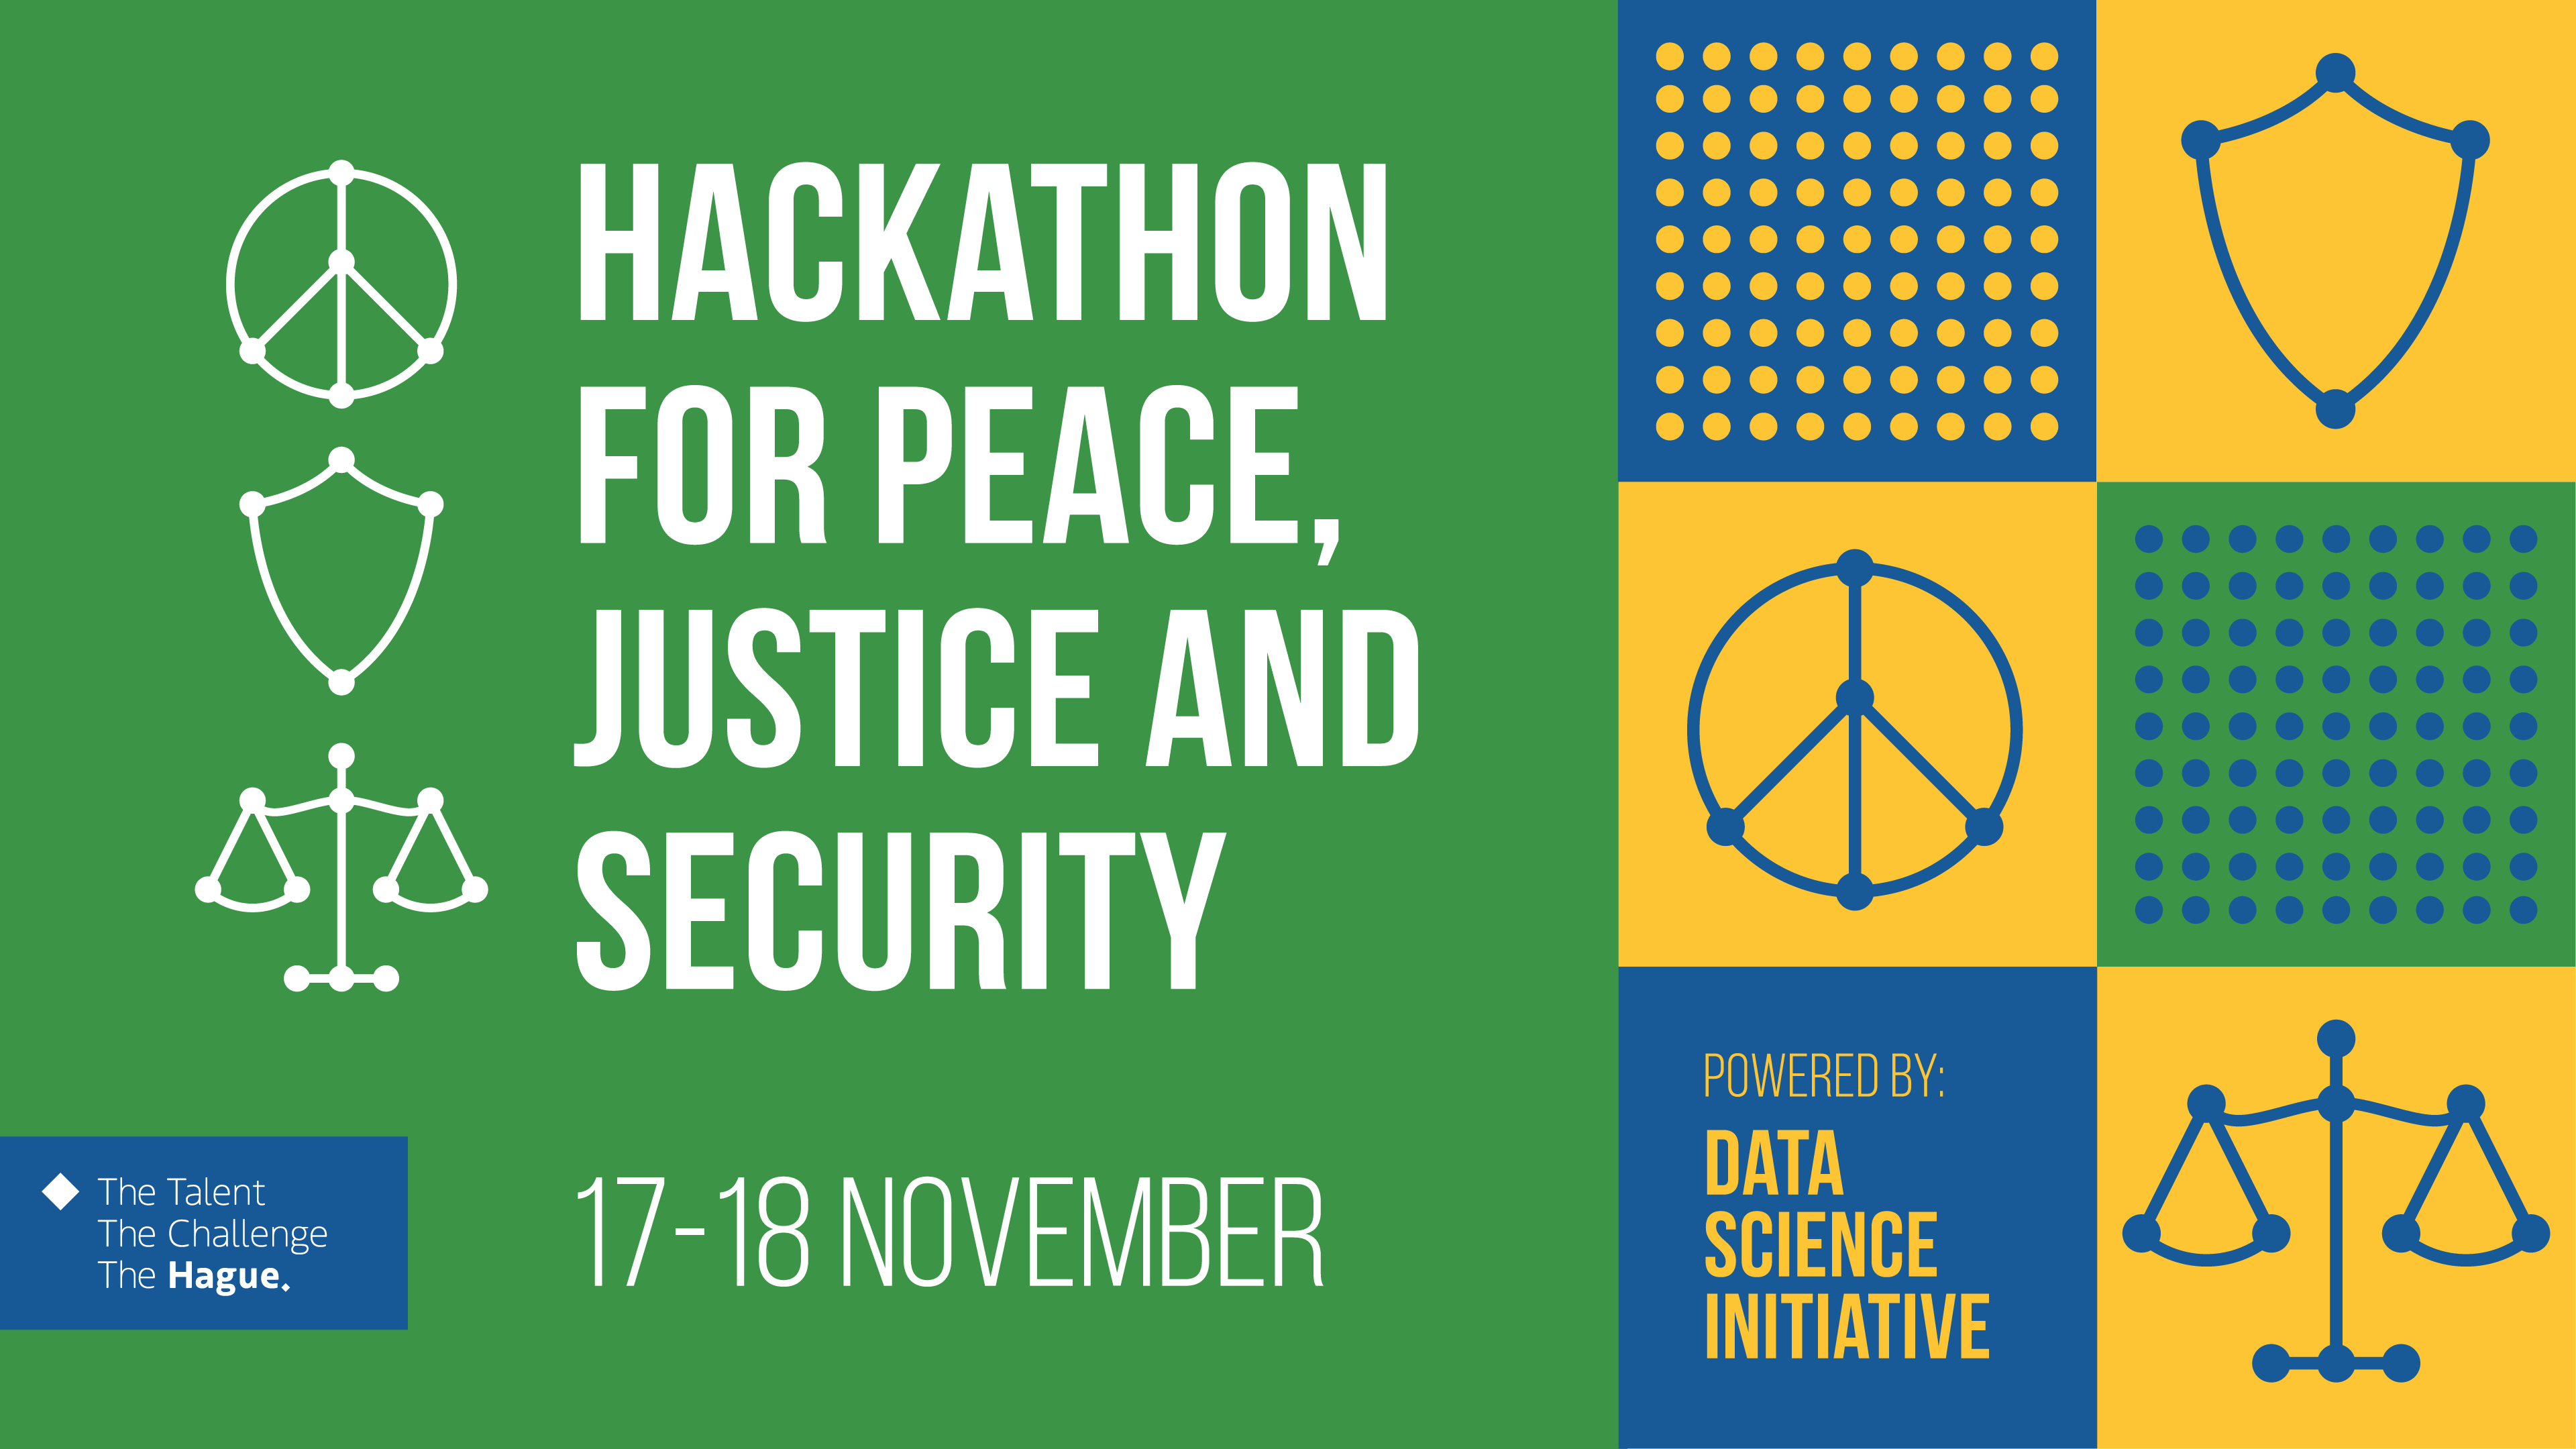 HACKATHON
FOR PEACE,
JUSTICE AND
SECURITY
17-18 NOVEMBER
The Talent
The Challenge
The Hague.
POWERED BY:
DATA
SCIENCE
INITIATIVE